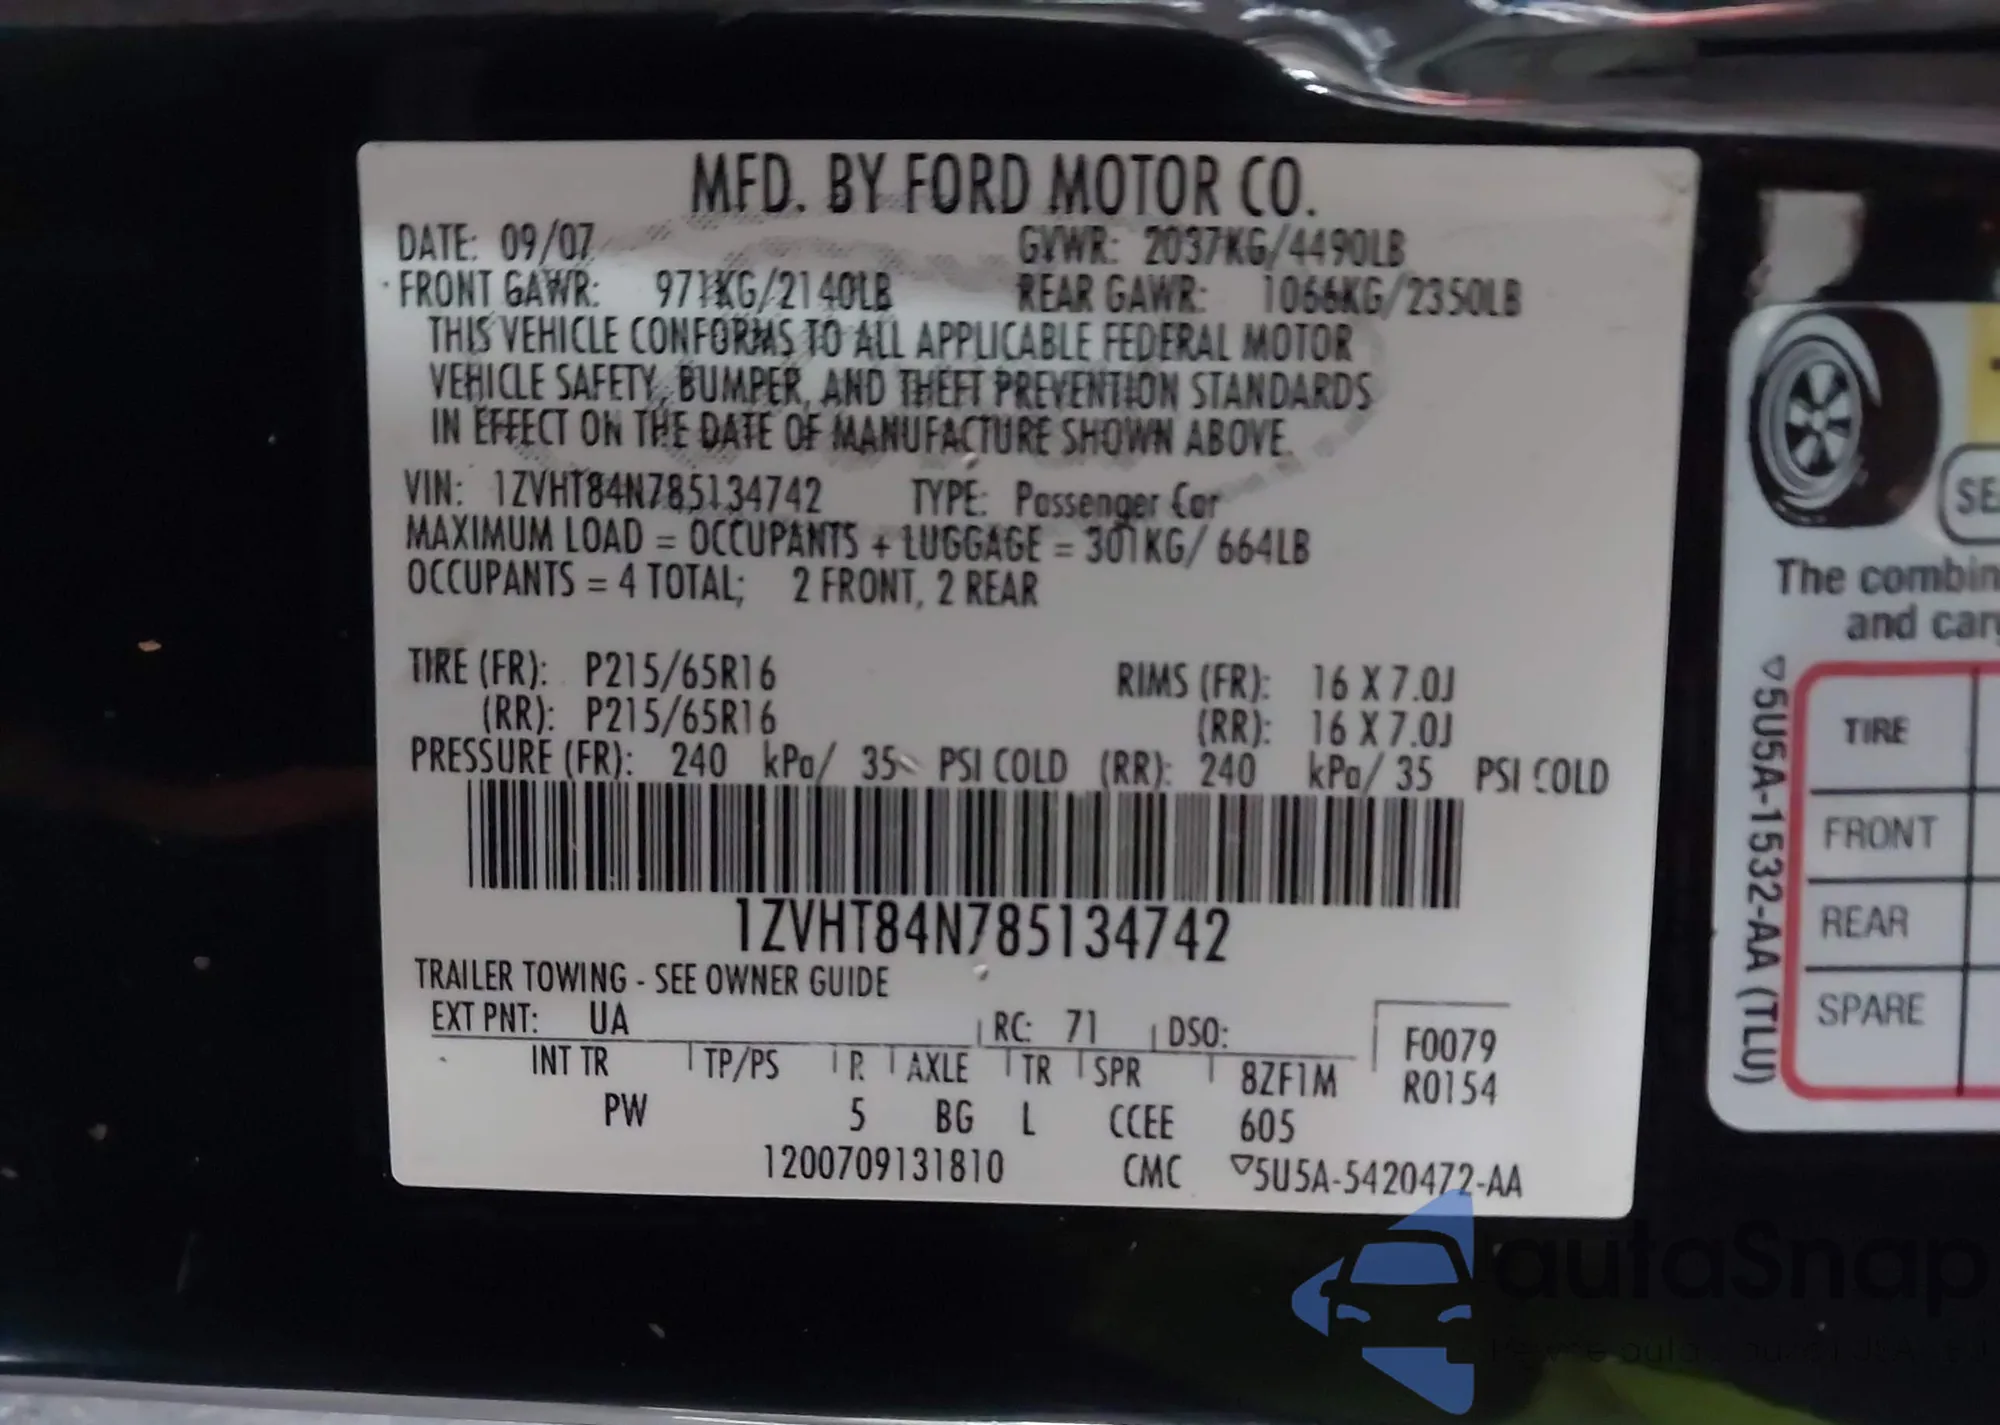 MFD. BY FORD MOTOR CO.
DATE: 09/07 GVWR: 2037KG/4490LB
FRONT GAWR: 971KG/2140LB REAR GAWR: 1066KG/2350LB
THIS VEHICLE CONFORMS TO ALL APPLICABLE FEDERAL MOTOR
VEHICLE SAFETY, BUMPER, AND THEFT PREVENTION STANDARDS
IN EFFECT ON THE DATE OF MANUFACTURE SHOWN ABOVE.
VIN: 1ZVHT84N785134742 TYPE: Passenger Car
MAXIMUM LOAD = OCCUPANTS + LUGGAGE = 301KG/ 664LB
OCCUPANTS = 4 TOTAL; 2 FRONT, 2 REAR
TIRE (FR): P215/65R16 RIMS (FR): 16 X 7.0J
(RR): P215/65R16 (RR): 16 X 7.0J
PRESSURE (FR): 240 kPa/ 35 PSI COLD (RR): 240 kPa/ 35 PSI COLD
1ZVHT84N785134742
TRAILER TOWING - SEE OWNER GUIDE
EXT PNT: UA RC: 71 DSO:
F0079
INT TR TP/PS R AXLE TR SPR 8ZF1M
R0154
PW 5 BG L CCEE 605
1200709131810 CMC ▽5U5A-5420472-AA
SEA
The combin
and carg
▽5U5A-1532-AA (TLU)
TIRE
FRONT
REAR
SPARE
autoSnap